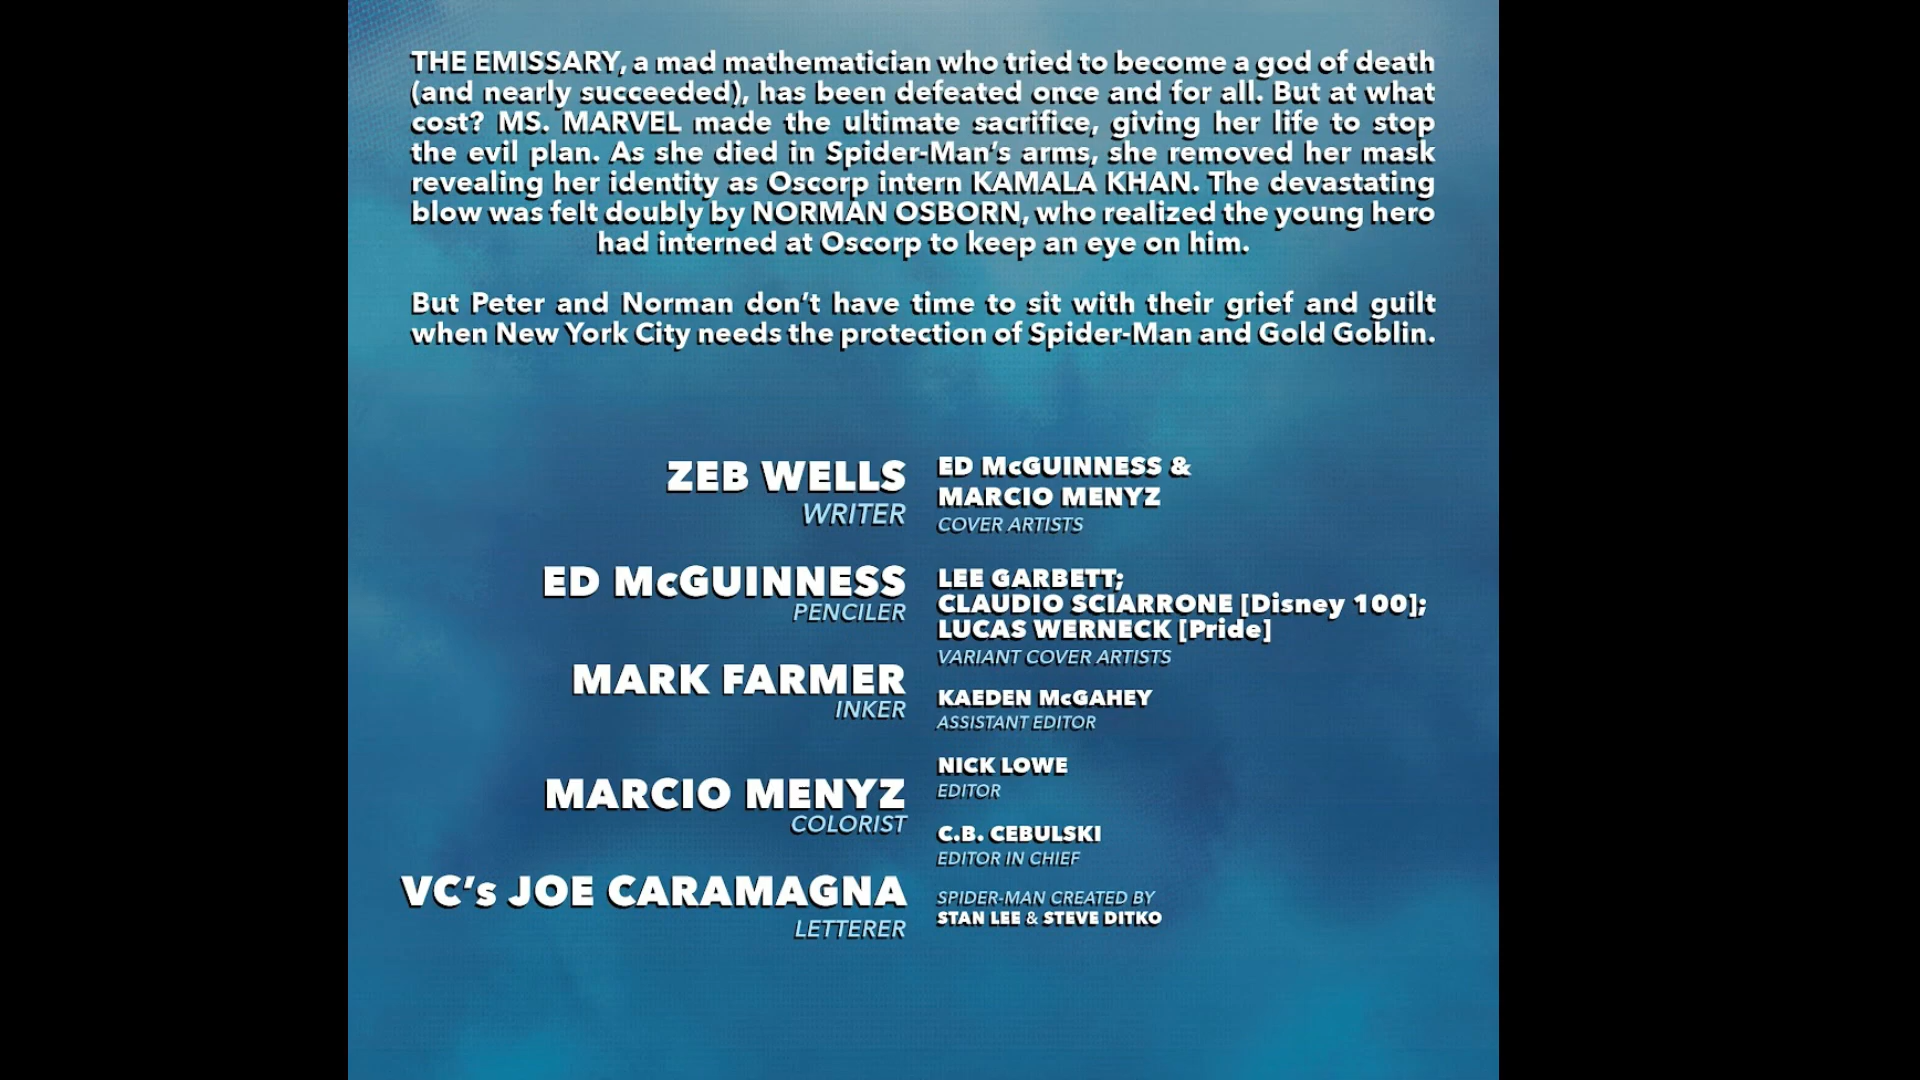 THE EMISSARY, a mad mathematician who tried to become a god of death
(and nearly succeeded), has been defeated once and for all. But at what
cost? MS. MARVEL made the ultimate sacrifice, giving her life to stop
the evil plan. As she died in Spider-Man's arms, she removed her mask
revealing her identity as Oscorp intern KAMALA KHAN. The devastating
blow was felt doubly by NORMAN OSBORN, who realized the young hero
had interned at Oscorp to keep an eye on him.
But Peter and Norman don't have time to sit with their grief and guilt
when New York City needs the protection of Spider-Man and Gold Goblin.
ZEB WELLS
WRITER
ED McGUINNESS
PENCILER
MARK FARMER
INKER
MARCIO MENYZ
COLORIST
VC's JOE CARAMAGNA
LETTERER
ED McGUINNESS &
MARCIO MENYZ
COVER ARTISTS
LEE GARBETT;
CLAUDIO SCIARRONE [Disney 100];
LUCAS WERNECK [Pride]
VARIANT COVER ARTISTS
KAEDEN McGAHEY
ASSISTANT EDITOR
NICK LOWE
EDITOR
C.B. CEBULSKI
EDITOR IN CHIEF
SPIDER-MAN CREATED BY
STAN LEE & STEVE DITKO